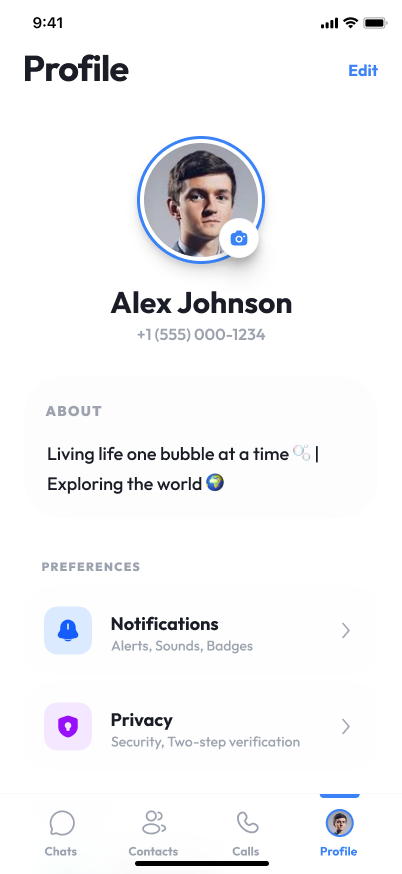 9:41
Profile
Edit
Alex Johnson
+1 (555) 000-1234
ABOUT
Living life one bubble at a time 🫧 |
Exploring the world 🌍
PREFERENCES
Notifications
Alerts, Sounds, Badges
Privacy
Security, Two-step verification
Chats
Contacts
Calls
Profile